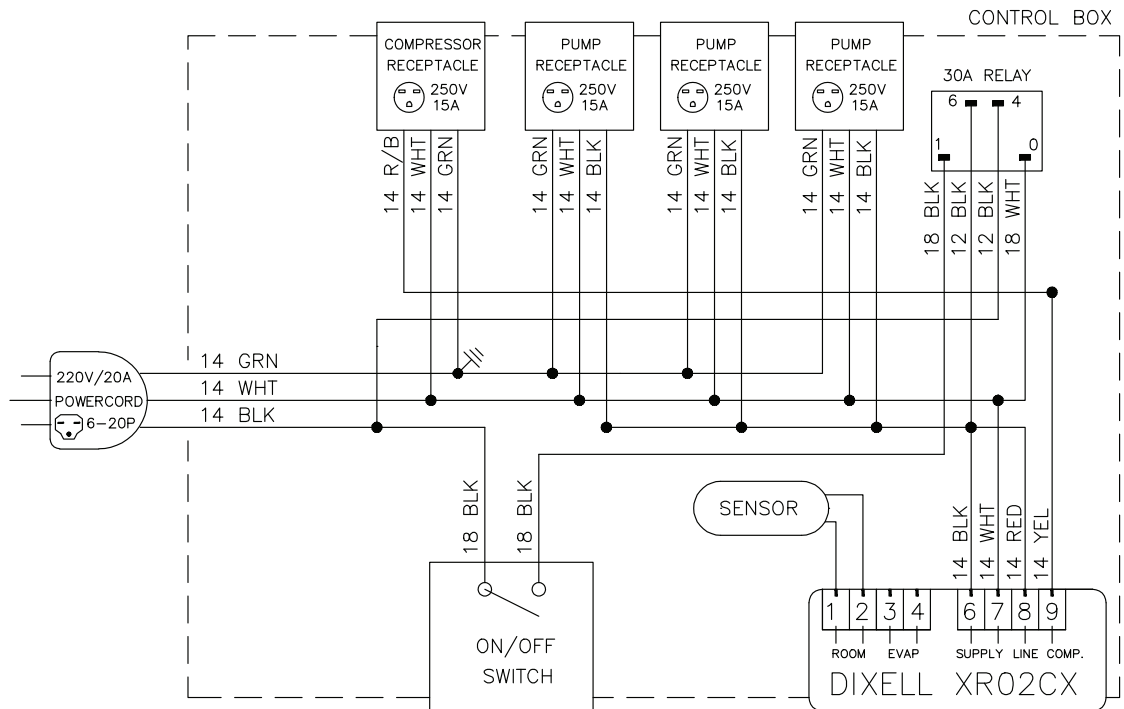 CONTROL BOX
COMPRESSOR
RECEPTACLE
250V
15A
PUMP
RECEPTACLE
250V
15A
PUMP
RECEPTACLE
250V
15A
PUMP
RECEPTACLE
250V
15A
30A RELAY
6
4
1
0
14 R/B
14 WHT
14 GRN
14 GRN
14 WHT
14 BLK
14 GRN
14 WHT
14 BLK
14 GRN
14 WHT
14 BLK
18 BLK
12 BLK
12 BLK
18 WHT
220V/20A
POWERCORD
6-20P
14 GRN
14 WHT
14 BLK
18 BLK
18 BLK
SENSOR
14 BLK
14 WHT
14 RED
14 YEL
ON/OFF
SWITCH
1 2 3 4 6 7 8 9
ROOM EVAP SUPPLY LINE COMP.
DIXELL XR02CX